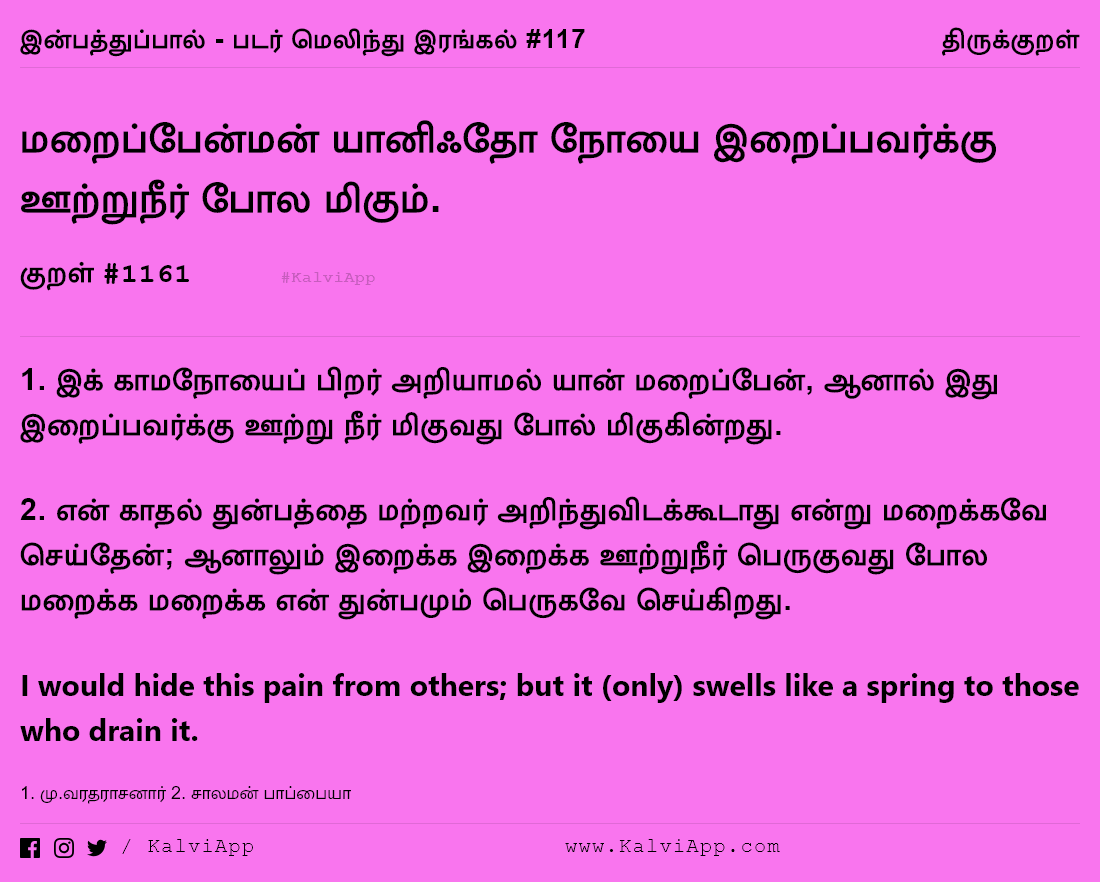 இன்பத்துப்பால் - படர் மெலிந்து இரங்கல் #117
திருக்குறள்
மறைப்பேன்மன் யானிஃதோ நோயை இறைப்பவர்க்கு
ஊற்றுநீர் போல மிகும்.
குறள் #1161
#KalviApp
1. இக் காமநோயைப் பிறர் அறியாமல் யான் மறைப்பேன், ஆனால் இது
இறைப்பவர்க்கு ஊற்று நீர் மிகுவது போல் மிகுகின்றது.
2. என் காதல் துன்பத்தை மற்றவர் அறிந்துவிடக்கூடாது என்று மறைக்கவே
செய்தேன்; ஆனாலும் இறைக்க இறைக்க ஊற்றுநீர் பெருகுவது போல
மறைக்க மறைக்க என் துன்பமும் பெருகவே செய்கிறது.
I would hide this pain from others; but it (only) swells like a spring to those
who drain it.
1. மு.வரதராசனார் 2. சாலமன் பாப்பையா
/ KalviApp
www.KalviApp.com